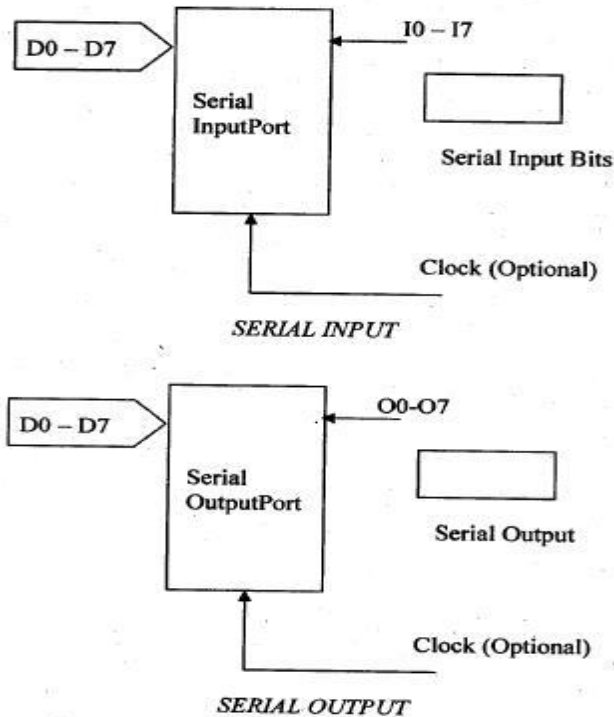 D0 – D7
I0 – I7
Serial
InputPort
Serial Input Bits
Clock (Optional)
SERIAL INPUT
D0 – D7
O0-O7
Serial
OutputPort
Serial Output
Clock (Optional)
SERIAL OUTPUT